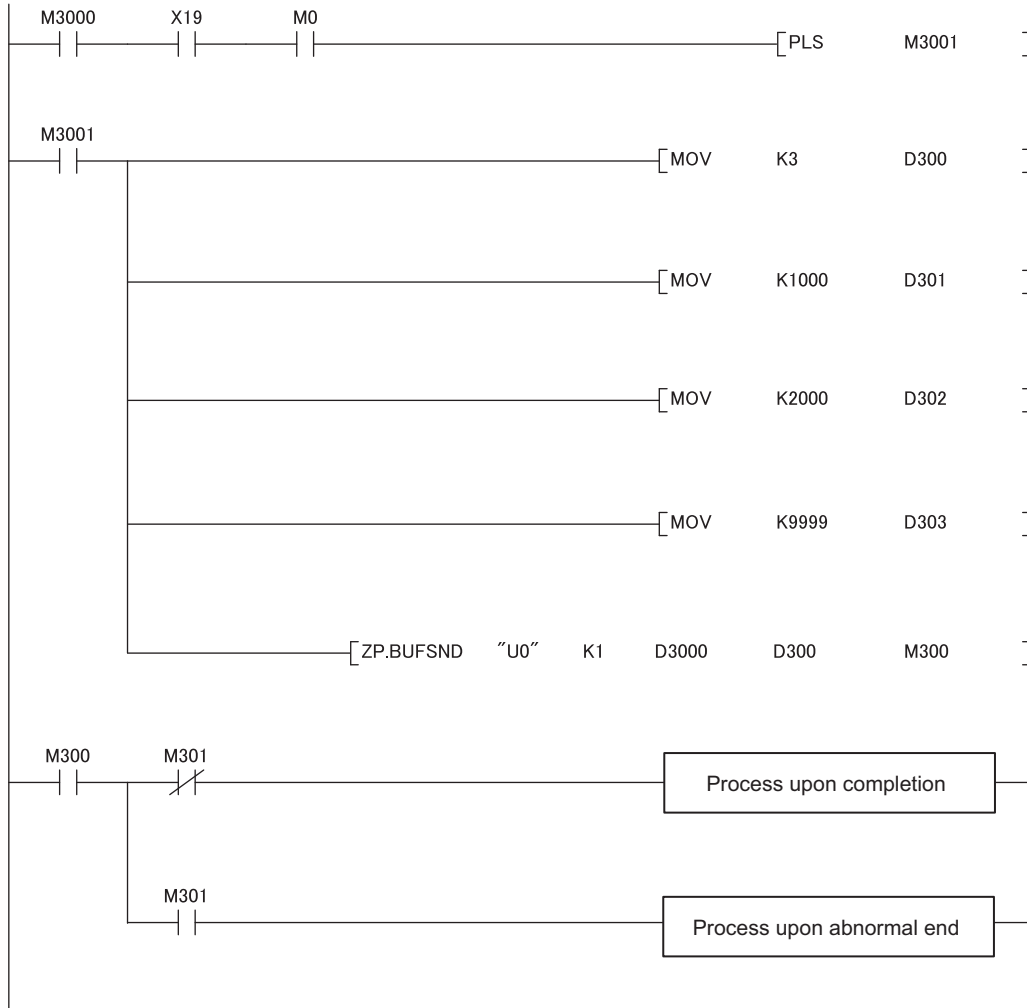 M3000 X19 M0
PLS M3001
M3001
MOV K3 D300
MOV K1000 D301
MOV K2000 D302
MOV K9999 D303
ZP.BUFSND "U0" K1 D3000 D300 M300
M300 M301
Process upon completion
M301
Process upon abnormal end